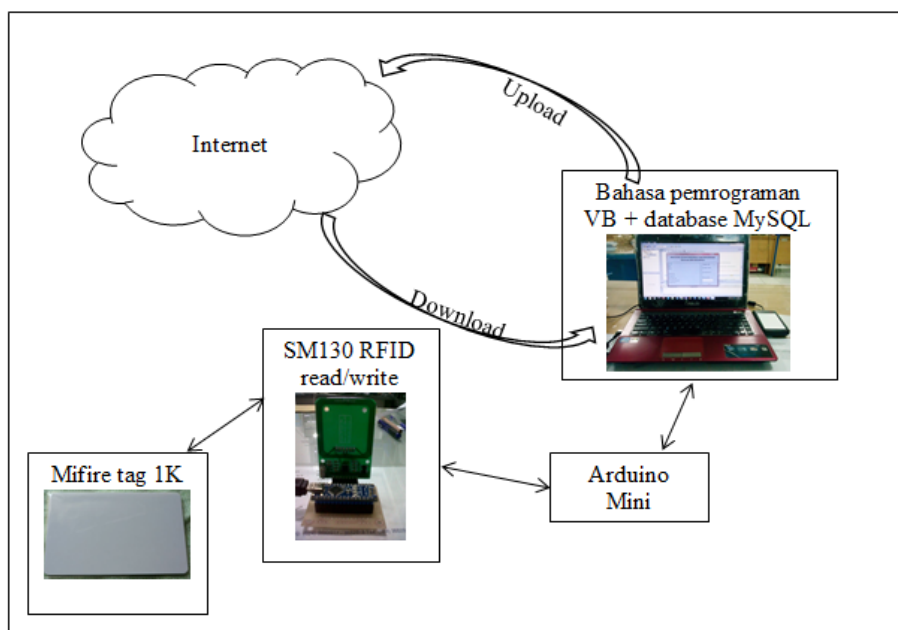 Upload
Internet
Bahasa pemrograman
VB + database MySQL
Download
SM130 RFID
read/write
Mifire tag 1K
Arduino
Mini